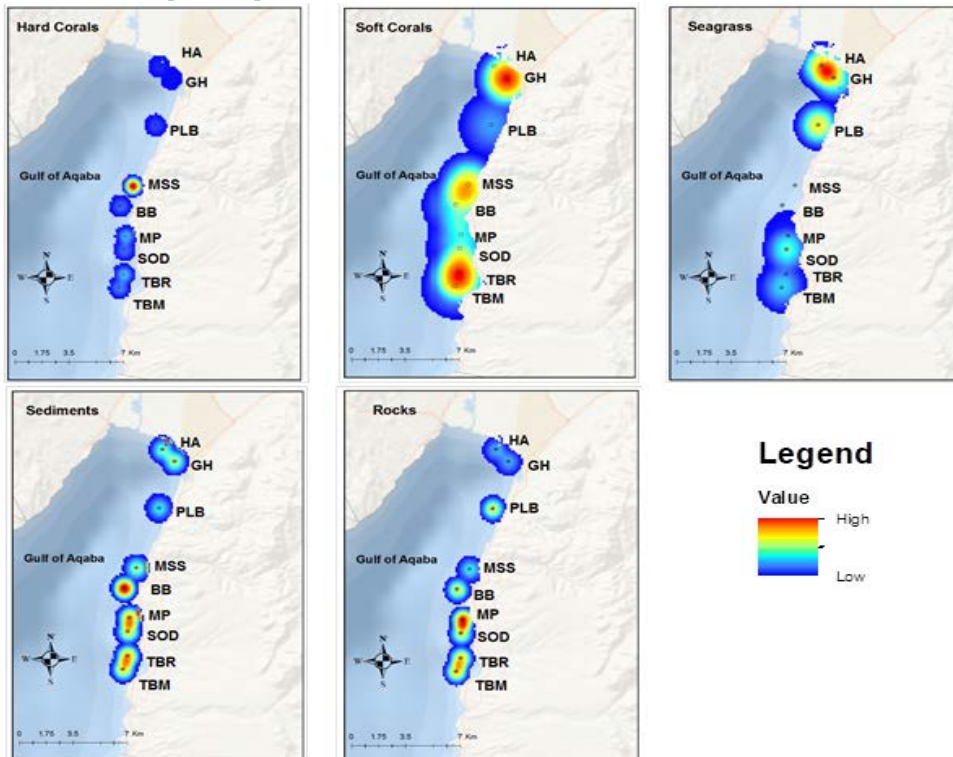 Hard Corals
HA
GH
PLB
Gulf of Aqaba
MSS
BB
MP
SOD
TBR
TBM
N
W E
S
0 1.75 3.5 7 Km
Soft Corals
HA
GH
PLB
Gulf of Aqaba
MSS
BB
MP
SOD
TBR
TBM
N
W E
S
0 1.75 3.5 7 Km
Seagrass
HA
GH
PLB
Gulf of Aqaba
MSS
BB
MP
SOD
TBR
TBM
N
W E
S
0 1.75 3.5 7 Km
Sediments
HA
GH
PLB
Gulf of Aqaba
MSS
BB
MP
SOD
TBR
TBM
N
W E
S
0 1.75 3.5 7 Km
Rocks
HA
GH
PLB
Gulf of Aqaba
MSS
BB
MP
SOD
TBR
TBM
N
W E
S
0 1.75 3.5 7 Km
Legend
Value
High
Low